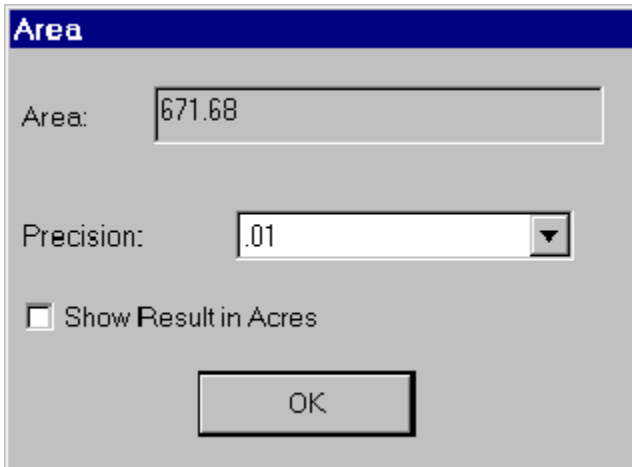 Area
Area: 671.68
Precision: .01
Show Result in Acres
OK